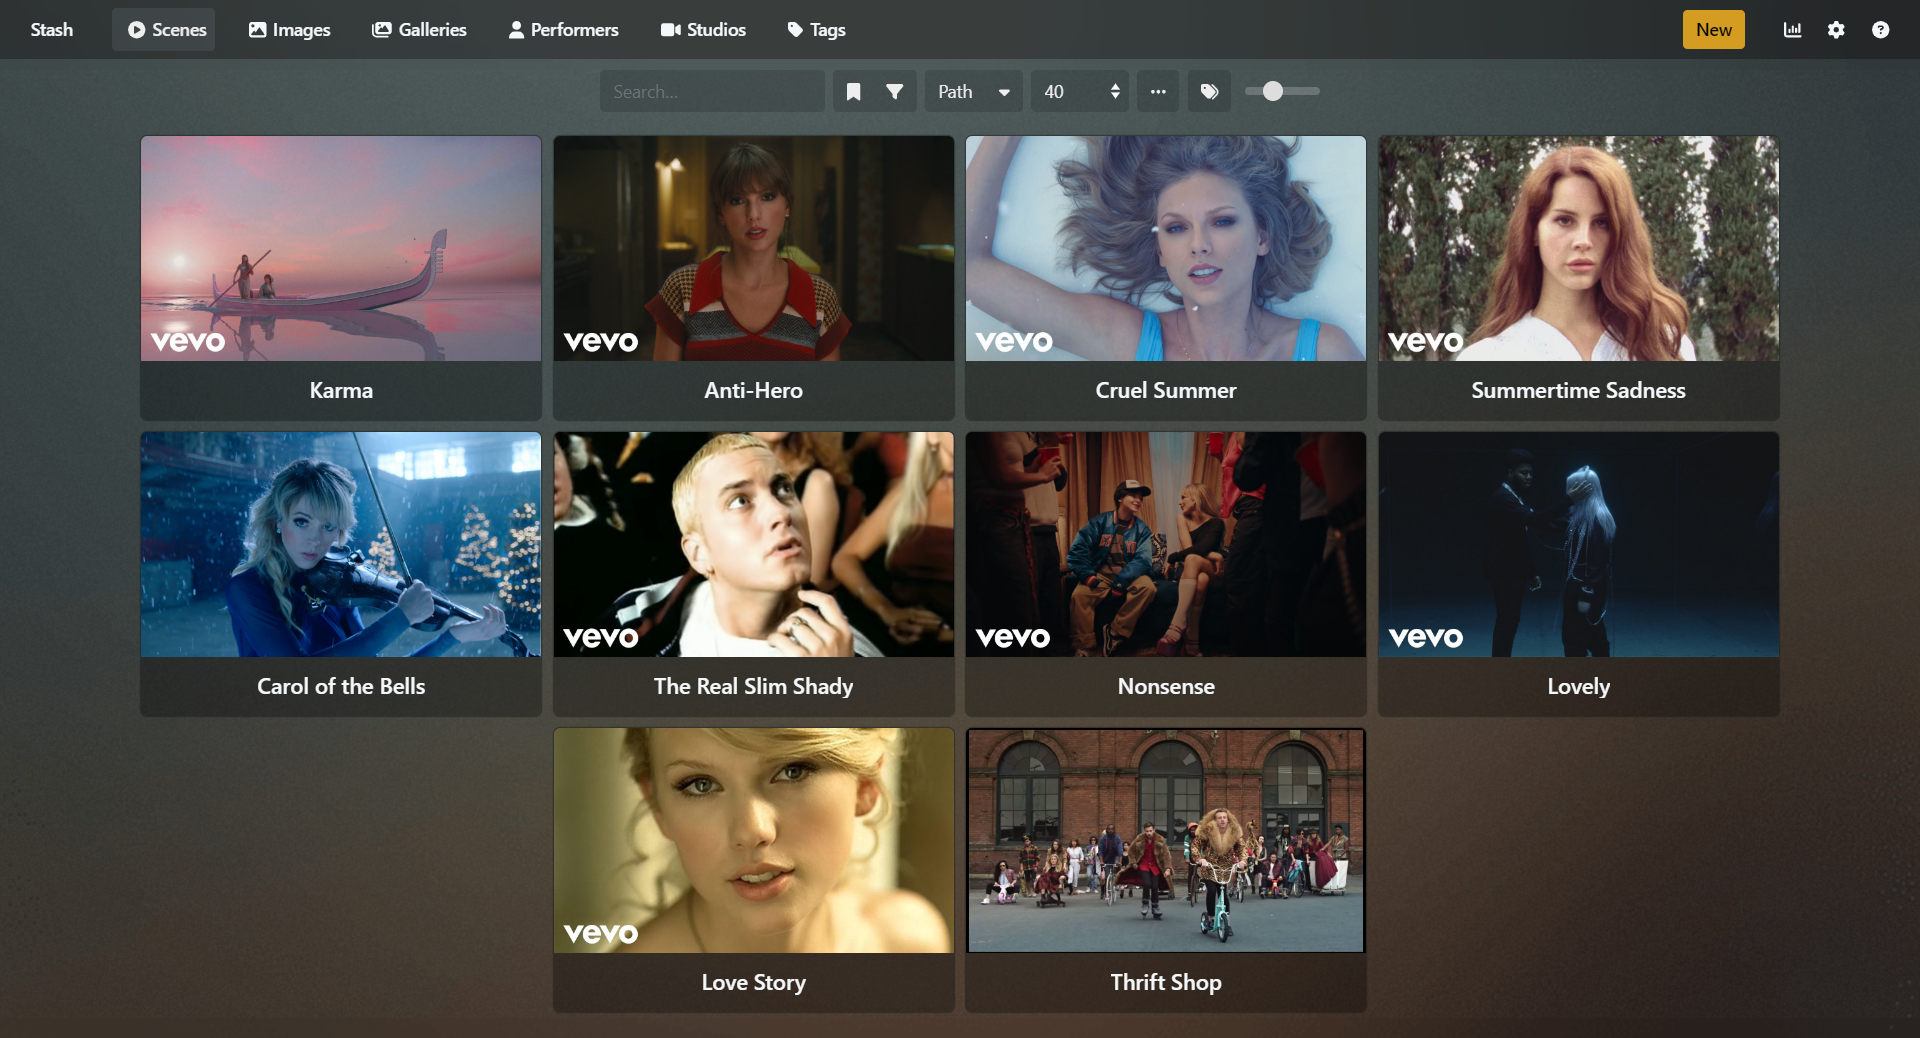 Stash
Scenes
Images
Galleries
Performers
Studios
Tags
New
Search...
Path
40
vevo
vevo
vevo
vevo
Karma
Anti-Hero
Cruel Summer
Summertime Sadness
vevo
vevo
vevo
Carol of the Bells
The Real Slim Shady
Nonsense
Lovely
vevo
Love Story
Thrift Shop